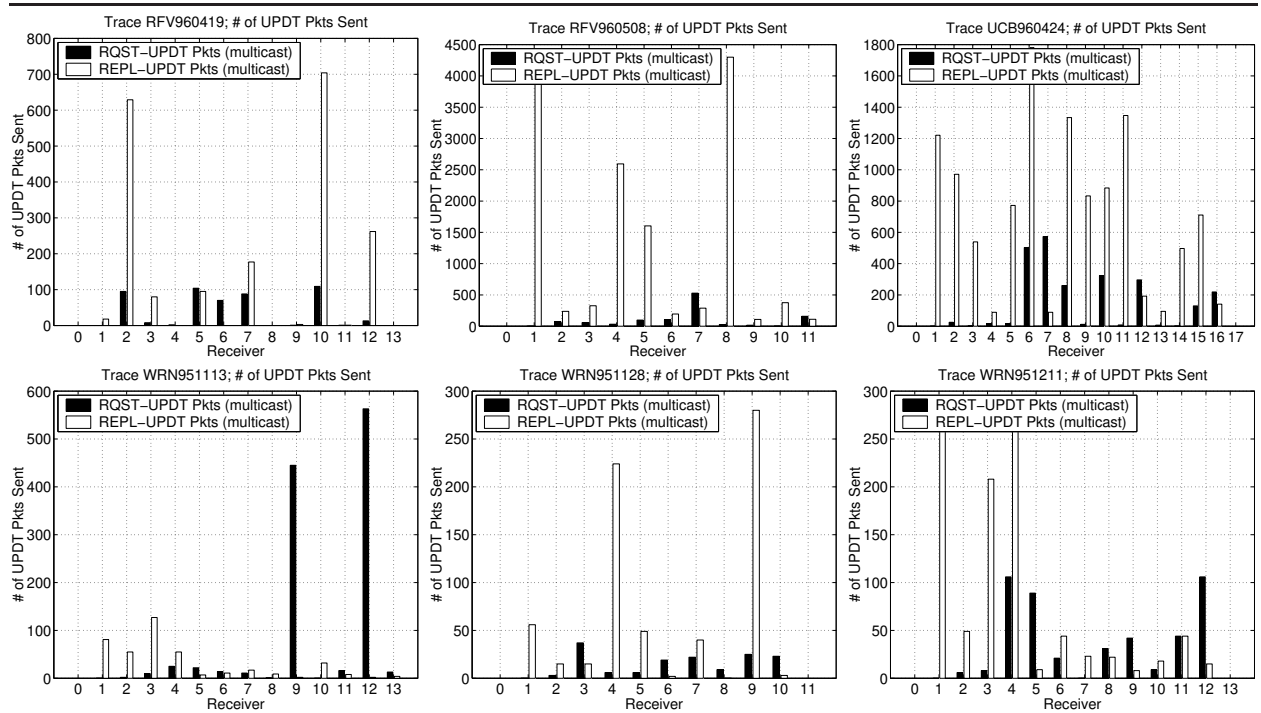 Trace RFV960419; # of UPDT Pkts Sent
800
700
600
500
400
300
200
100
0
# of UPDT Pkts Sent
RQST−UPDT Pkts (multicast)
REPL−UPDT Pkts (multicast)
0 1 2 3 4 5 6 7 8 9 10 11 12 13
Receiver
Trace RFV960508; # of UPDT Pkts Sent
4500
4000
3500
3000
2500
2000
1500
1000
500
0
# of UPDT Pkts Sent
RQST−UPDT Pkts (multicast)
REPL−UPDT Pkts (multicast)
0 1 2 3 4 5 6 7 8 9 10 11
Receiver
Trace UCB960424; # of UPDT Pkts Sent
1800
1600
1400
1200
1000
800
600
400
200
0
# of UPDT Pkts Sent
RQST−UPDT Pkts (multicast)
REPL−UPDT Pkts (multicast)
0 1 2 3 4 5 6 7 8 9 10 11 12 13 14 15 16 17
Receiver
Trace WRN951113; # of UPDT Pkts Sent
600
500
400
300
200
100
0
# of UPDT Pkts Sent
RQST−UPDT Pkts (multicast)
REPL−UPDT Pkts (multicast)
0 1 2 3 4 5 6 7 8 9 10 11 12 13
Receiver
Trace WRN951128; # of UPDT Pkts Sent
300
250
200
150
100
50
0
# of UPDT Pkts Sent
RQST−UPDT Pkts (multicast)
REPL−UPDT Pkts (multicast)
0 1 2 3 4 5 6 7 8 9 10 11
Receiver
Trace WRN951211; # of UPDT Pkts Sent
300
250
200
150
100
50
0
# of UPDT Pkts Sent
RQST−UPDT Pkts (multicast)
REPL−UPDT Pkts (multicast)
0 1 2 3 4 5 6 7 8 9 10 11 12 13
Receiver